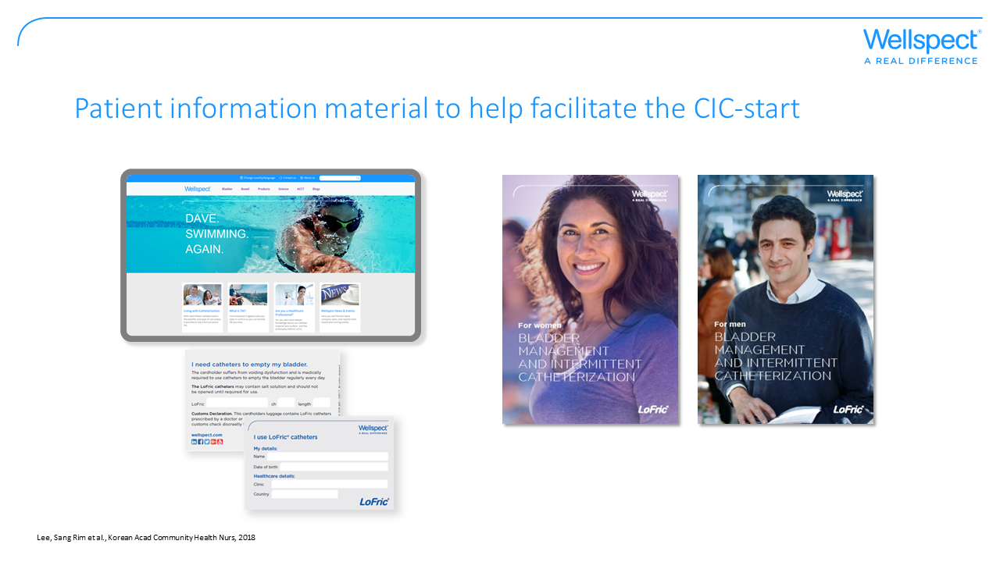 Wellspect®
A REAL DIFFERENCE
Patient information material to help facilitate the CIC-start
Change country/language Contact us About us
Wellspect
Bladder Bowel Products Science ACCT Blogs
DAVE.
SWIMMING.
AGAIN.
Living with Catheterization
What is TAI?
Are you a Healthcare
Professional?
Wellspect News & Events
I need catheters to empty my bladder.
The cardholder suffers from voiding dysfunction and is medically
required to use catheters to empty the bladder regularly every day.
The LoFric catheters may contain salt solution and should not
be opened until required for use.
LoFric ch length
Customs Declaration. This cardholders luggage contains LoFric catheters
prescribed by a doctor or
customs check discreetly
wellspect.com
Wellspect
A REAL DIFFERENCE
I use LoFric® catheters
My details:
Name
Date of birth
Healthcare details:
Clinic
Country
LoFric®
Wellspect
A REAL DIFFERENCE
For women
BLADDER
MANAGEMENT
AND INTERMITTENT
CATHETERIZATION
LoFric®
Wellspect
A REAL DIFFERENCE
For men
BLADDER
MANAGEMENT
AND INTERMITTENT
CATHETERIZATION
LoFric®
Lee, Sang Rim et al., Korean Acad Community Health Nurs, 2018